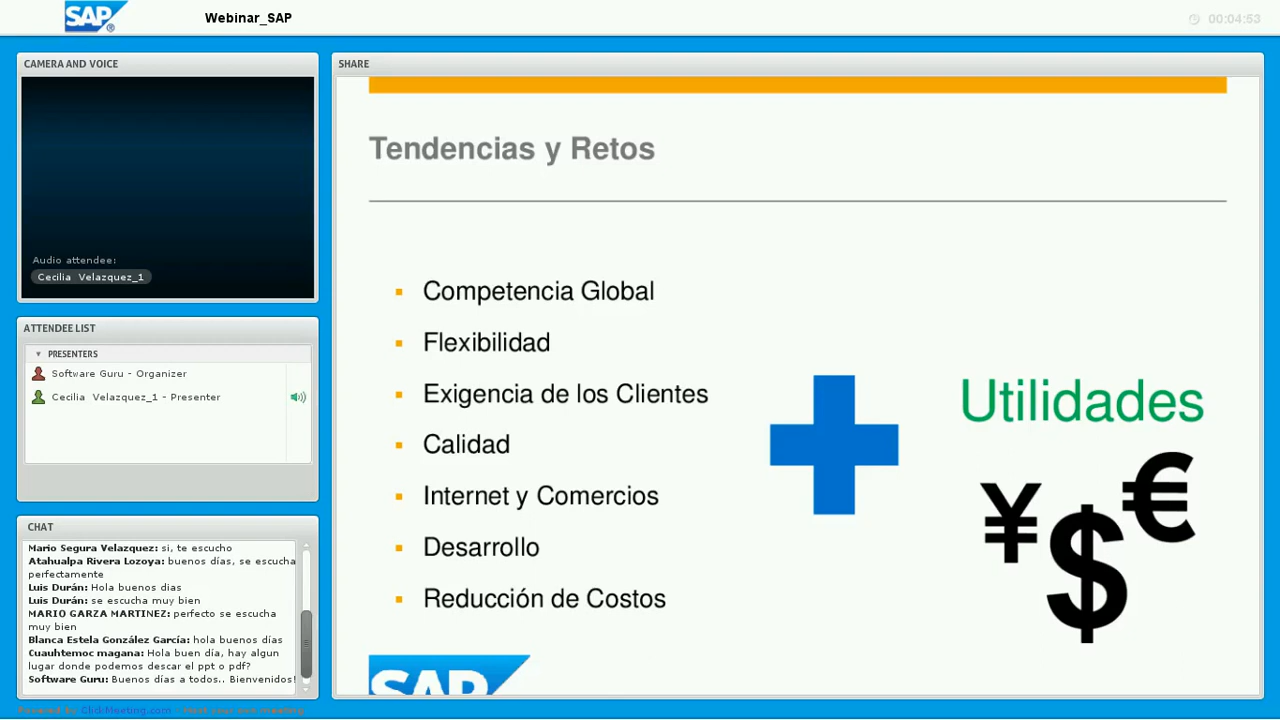 SAP
Webinar_SAP
00:04:53
CAMERA AND VOICE
Audio attendee:
Cecilia Velazquez_1
ATTENDEE LIST
PRESENTERS
Software Guru - Organizer
Cecilia Velazquez_1 - Presenter
CHAT
Mario Segura Velazquez: si, te escucho
Atahualpa Rivera Lozoya: buenos días, se escucha
perfectamente
Luis Durán: Hola buenos dias
Luis Durán: se escucha muy bien
MARIO GARZA MARTINEZ: perfecto se escucha
muy bien
Blanca Estela González García: hola buenos días
Cuauhtemoc magana: Hola buen día, hay algun
lugar donde podemos descar el ppt o pdf?
Software Guru: Buenos días a todos.. Bienvenidos!
Powered by ClickMeeting.com
SHARE
Tendencias y Retos
▪ Competencia Global
▪ Flexibilidad
▪ Exigencia de los Clientes
▪ Calidad
▪ Internet y Comercios
▪ Desarrollo
▪ Reducción de Costos
Utilidades
¥ $ €
SAP